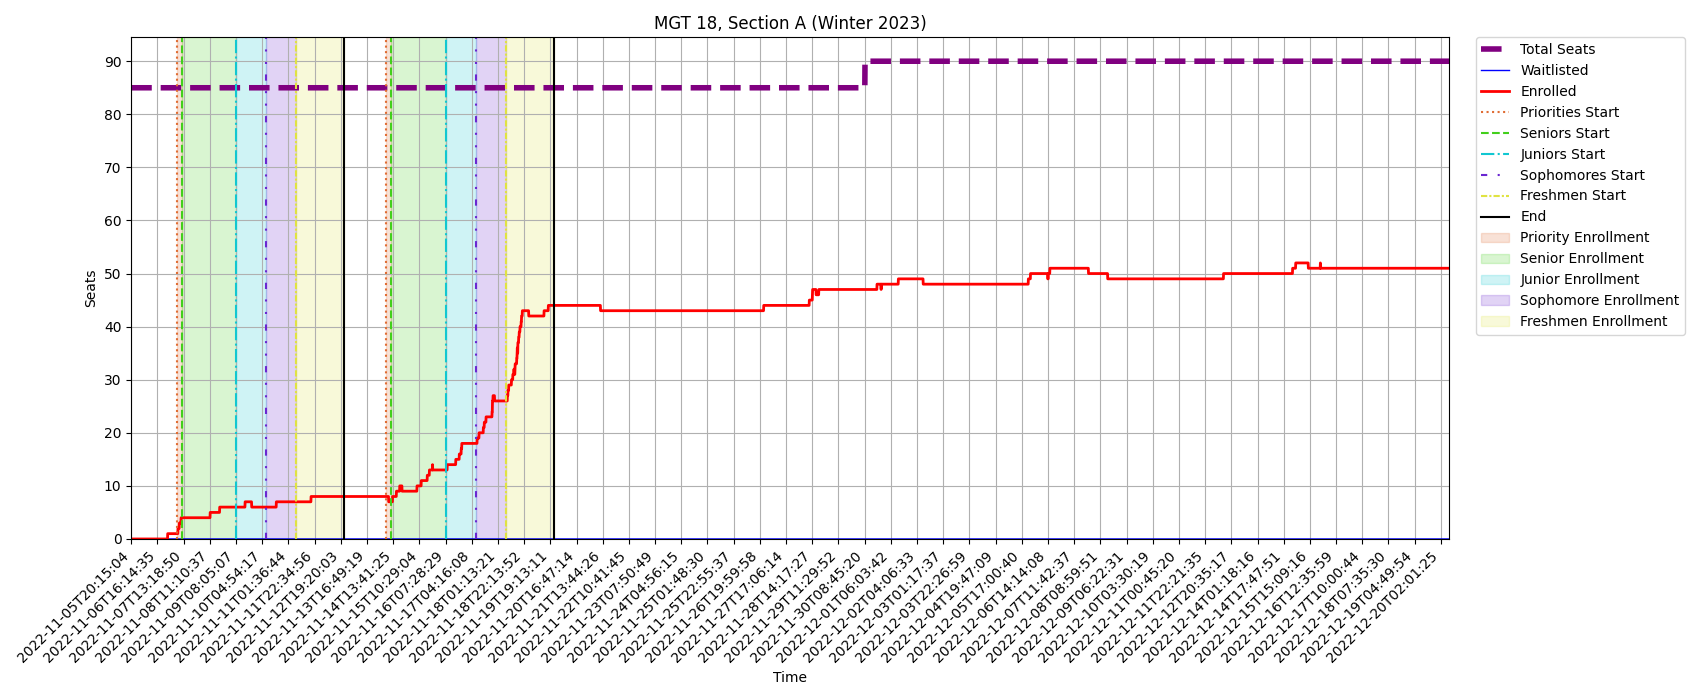 MGT 18, Section A (Winter 2023)
Total Seats
Waitlisted
Enrolled
Priorities Start
Seniors Start
Juniors Start
Sophomores Start
Freshmen Start
End
Priority Enrollment
Senior Enrollment
Junior Enrollment
Sophomore Enrollment
Freshmen Enrollment
Seats
90
80
70
60
50
40
30
20
10
0
2022-11-05T20:15:04
2022-11-06T16:14:35
2022-11-07T13:18:50
2022-11-08T11:10:37
2022-11-09T08:05:07
2022-11-10T04:54:17
2022-11-11T01:36:44
2022-11-11T22:34:56
2022-11-12T19:20:03
2022-11-13T16:49:19
2022-11-14T13:41:25
2022-11-15T10:29:04
2022-11-16T07:28:29
2022-11-17T04:16:08
2022-11-18T01:13:21
2022-11-18T22:13:52
2022-11-19T19:13:11
2022-11-20T16:47:14
2022-11-21T13:44:26
2022-11-22T10:41:45
2022-11-23T07:50:49
2022-11-24T04:56:15
2022-11-25T01:48:30
2022-11-25T22:55:37
2022-11-26T19:59:58
2022-11-27T17:06:14
2022-11-28T14:17:27
2022-11-29T11:29:52
2022-11-30T08:45:20
2022-12-01T06:03:42
2022-12-02T04:06:33
2022-12-03T01:17:37
2022-12-03T22:26:59
2022-12-04T19:47:09
2022-12-05T17:00:40
2022-12-06T14:14:08
2022-12-07T11:42:37
2022-12-08T08:59:51
2022-12-09T06:22:31
2022-12-10T03:30:19
2022-12-11T00:45:20
2022-12-11T22:21:35
2022-12-12T20:35:17
2022-12-14T01:18:16
2022-12-14T17:47:51
2022-12-15T15:09:16
2022-12-16T12:35:59
2022-12-17T10:00:44
2022-12-18T07:35:30
2022-12-19T04:49:54
2022-12-20T02:01:25
Time